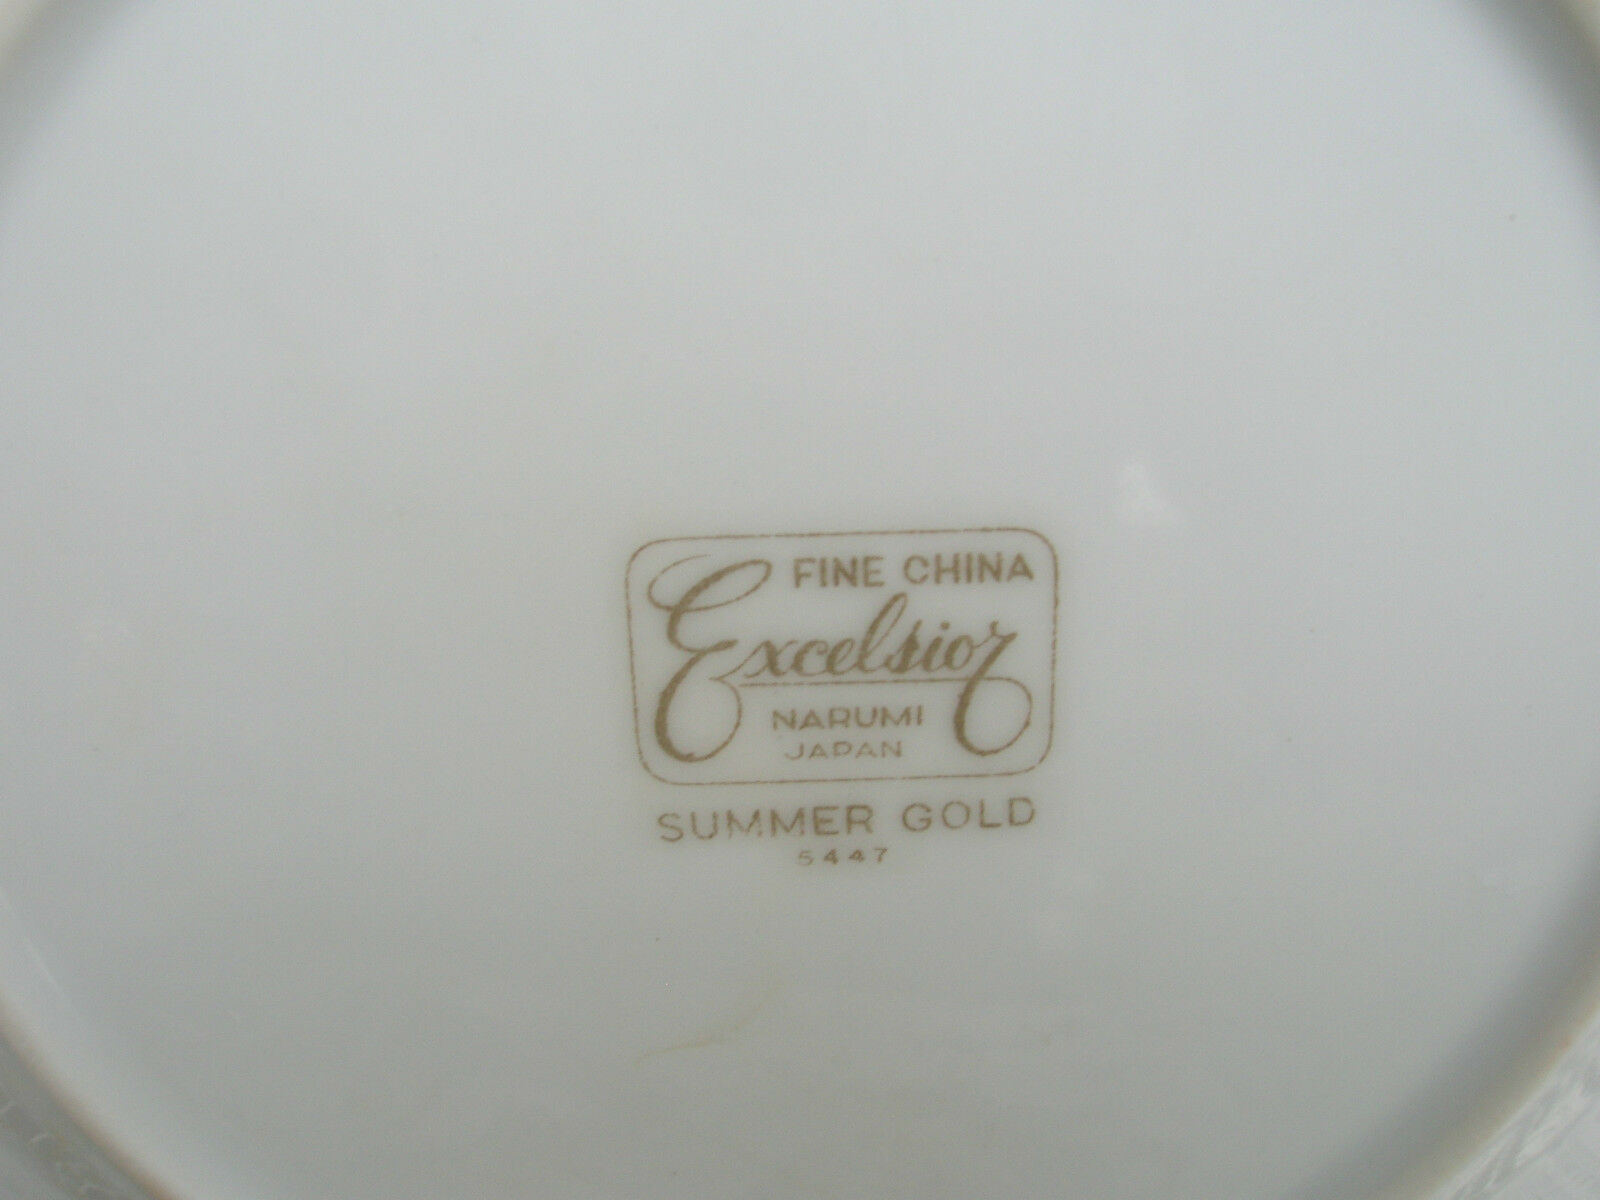 FINE CHINA
Excelsior
NARUMI
JAPAN
SUMMER GOLD
5447